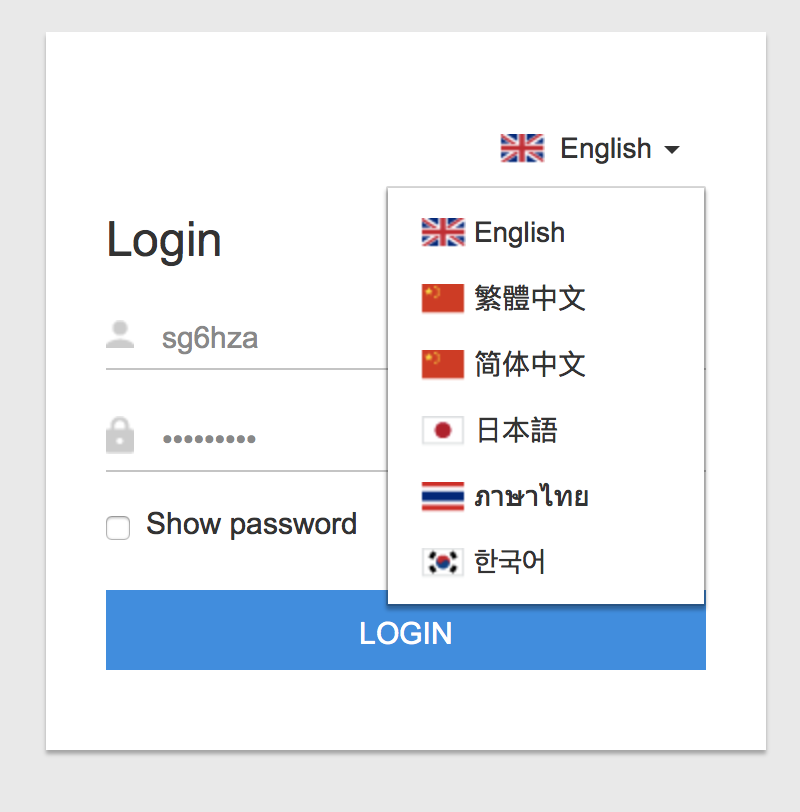 English
English
Login
繁體中文
sg6hza
简体中文
日本語
•••••••••
ภาษาไทย
Show password
한국어
LOGIN